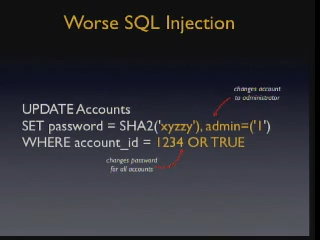 Worse SQL Injection
changes account
to administrator
UPDATE Accounts
SET password = SHA2('xyzzy'), admin=('1')
WHERE account_id = 1234 OR TRUE
changes password
for all accounts